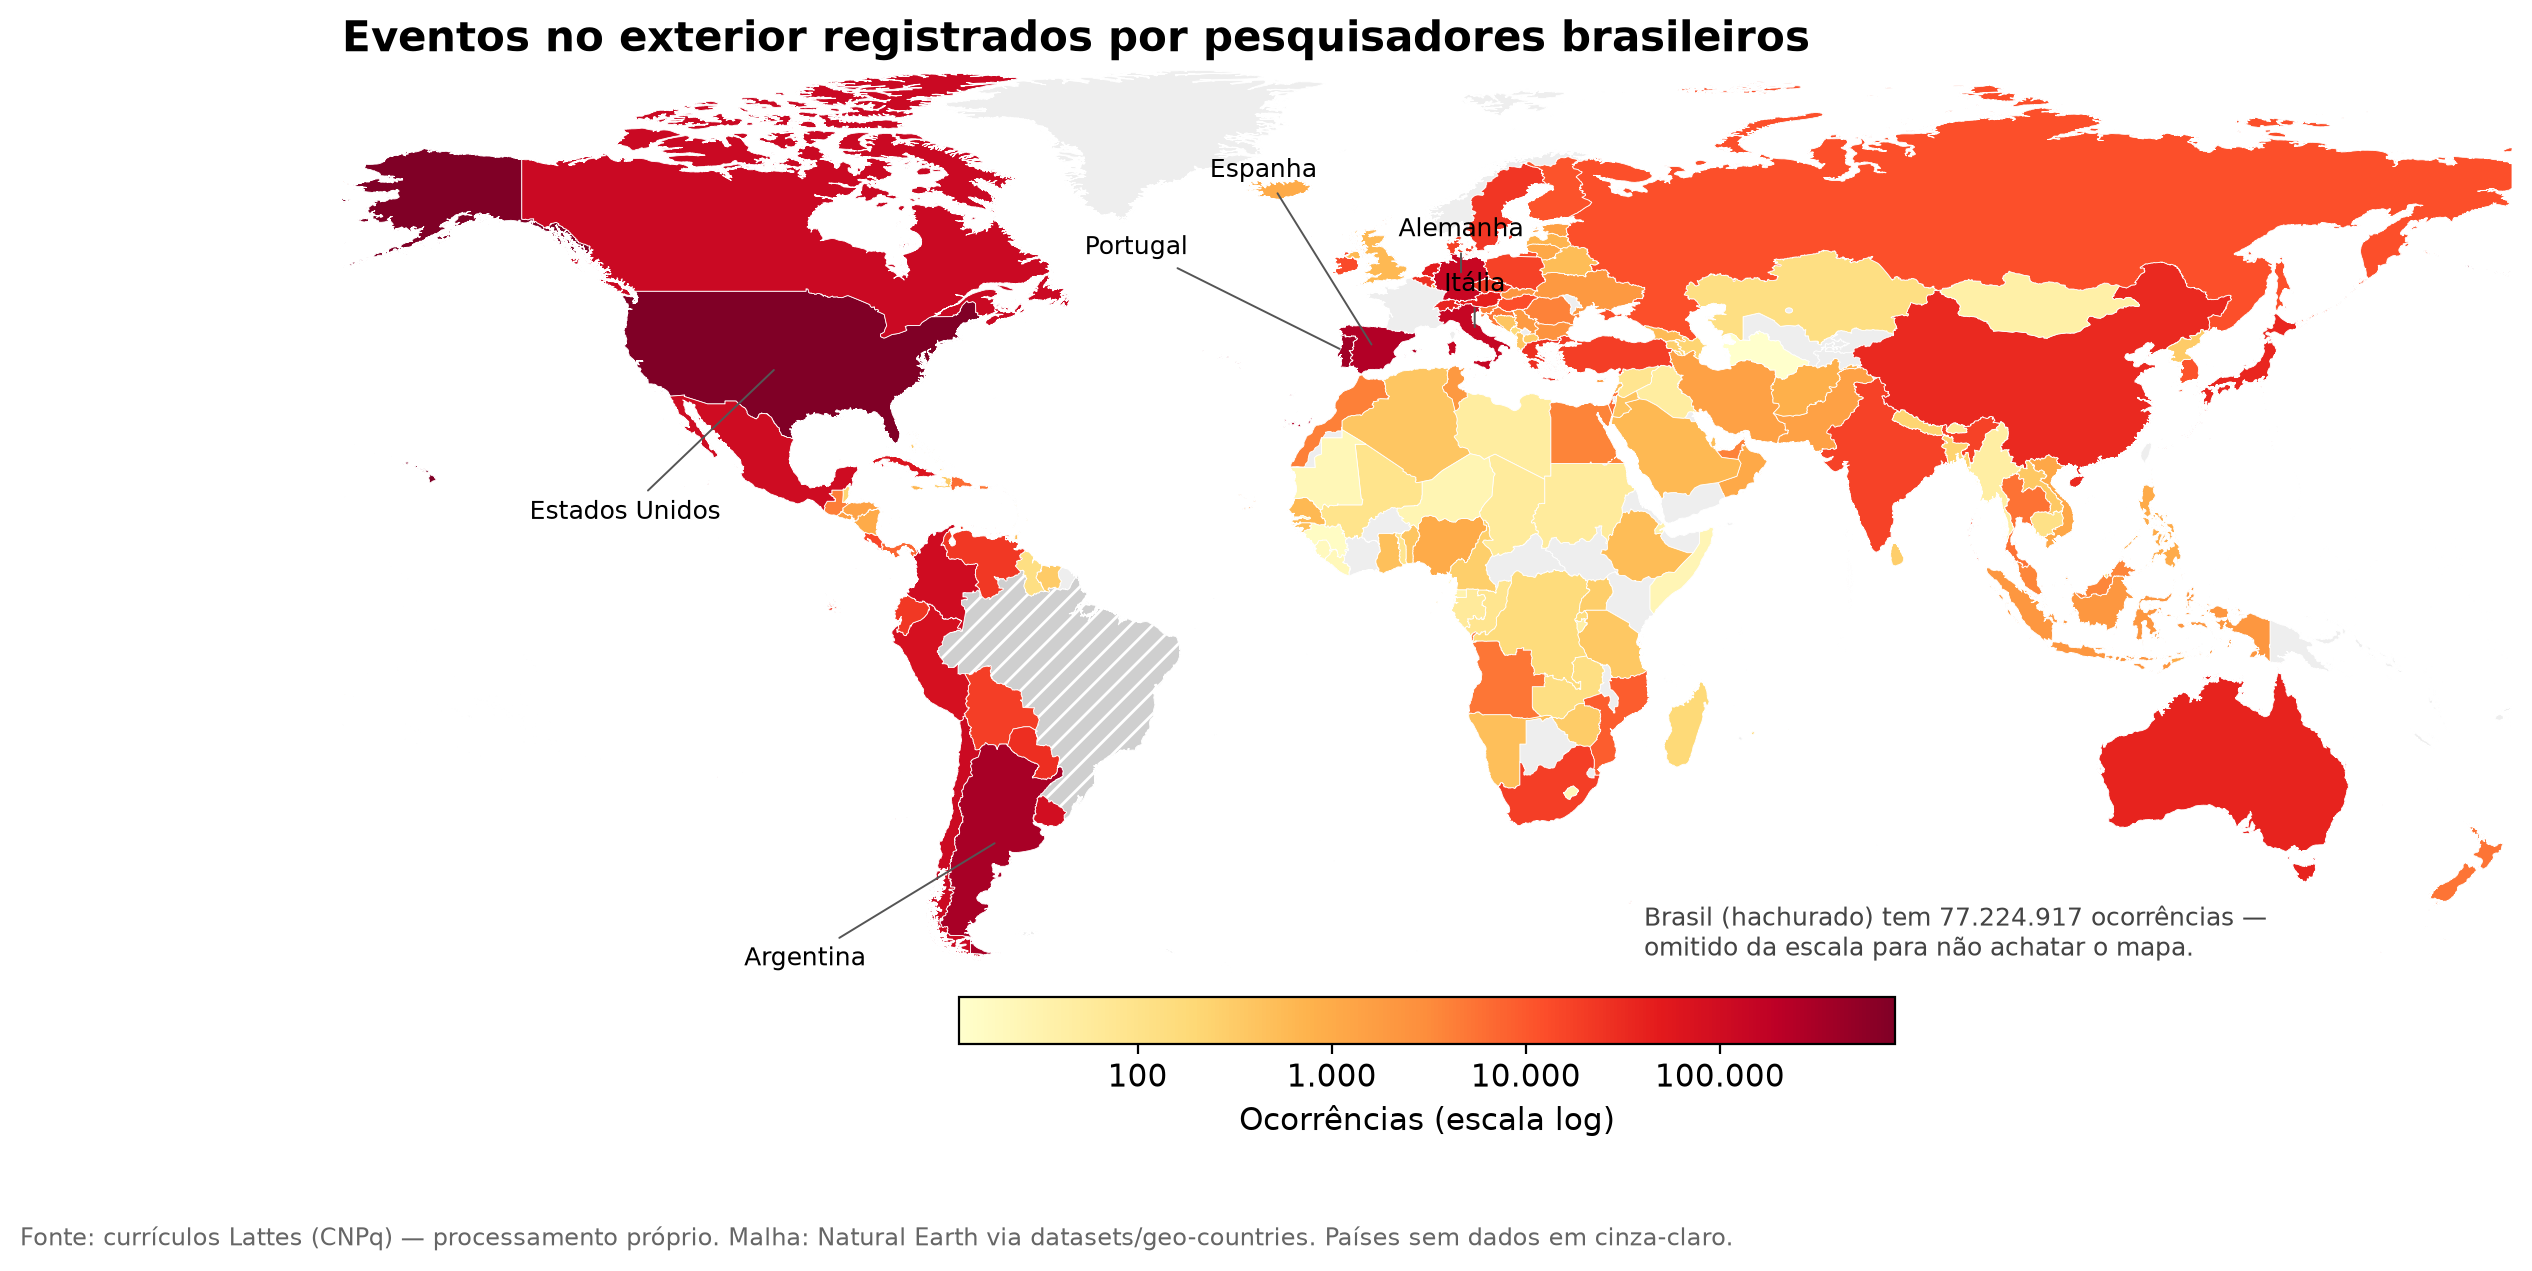 Eventos no exterior registrados por pesquisadores brasileiros
Espanha
Alemanha
Portugal
Itália
Estados Unidos
Argentina
Brasil (hachurado) tem 77.224.917 ocorrências —
omitido da escala para não achatar o mapa.
100 1.000 10.000 100.000
Ocorrências (escala log)
Fonte: currículos Lattes (CNPq) — processamento próprio. Malha: Natural Earth via datasets/geo-countries. Países sem dados em cinza-claro.